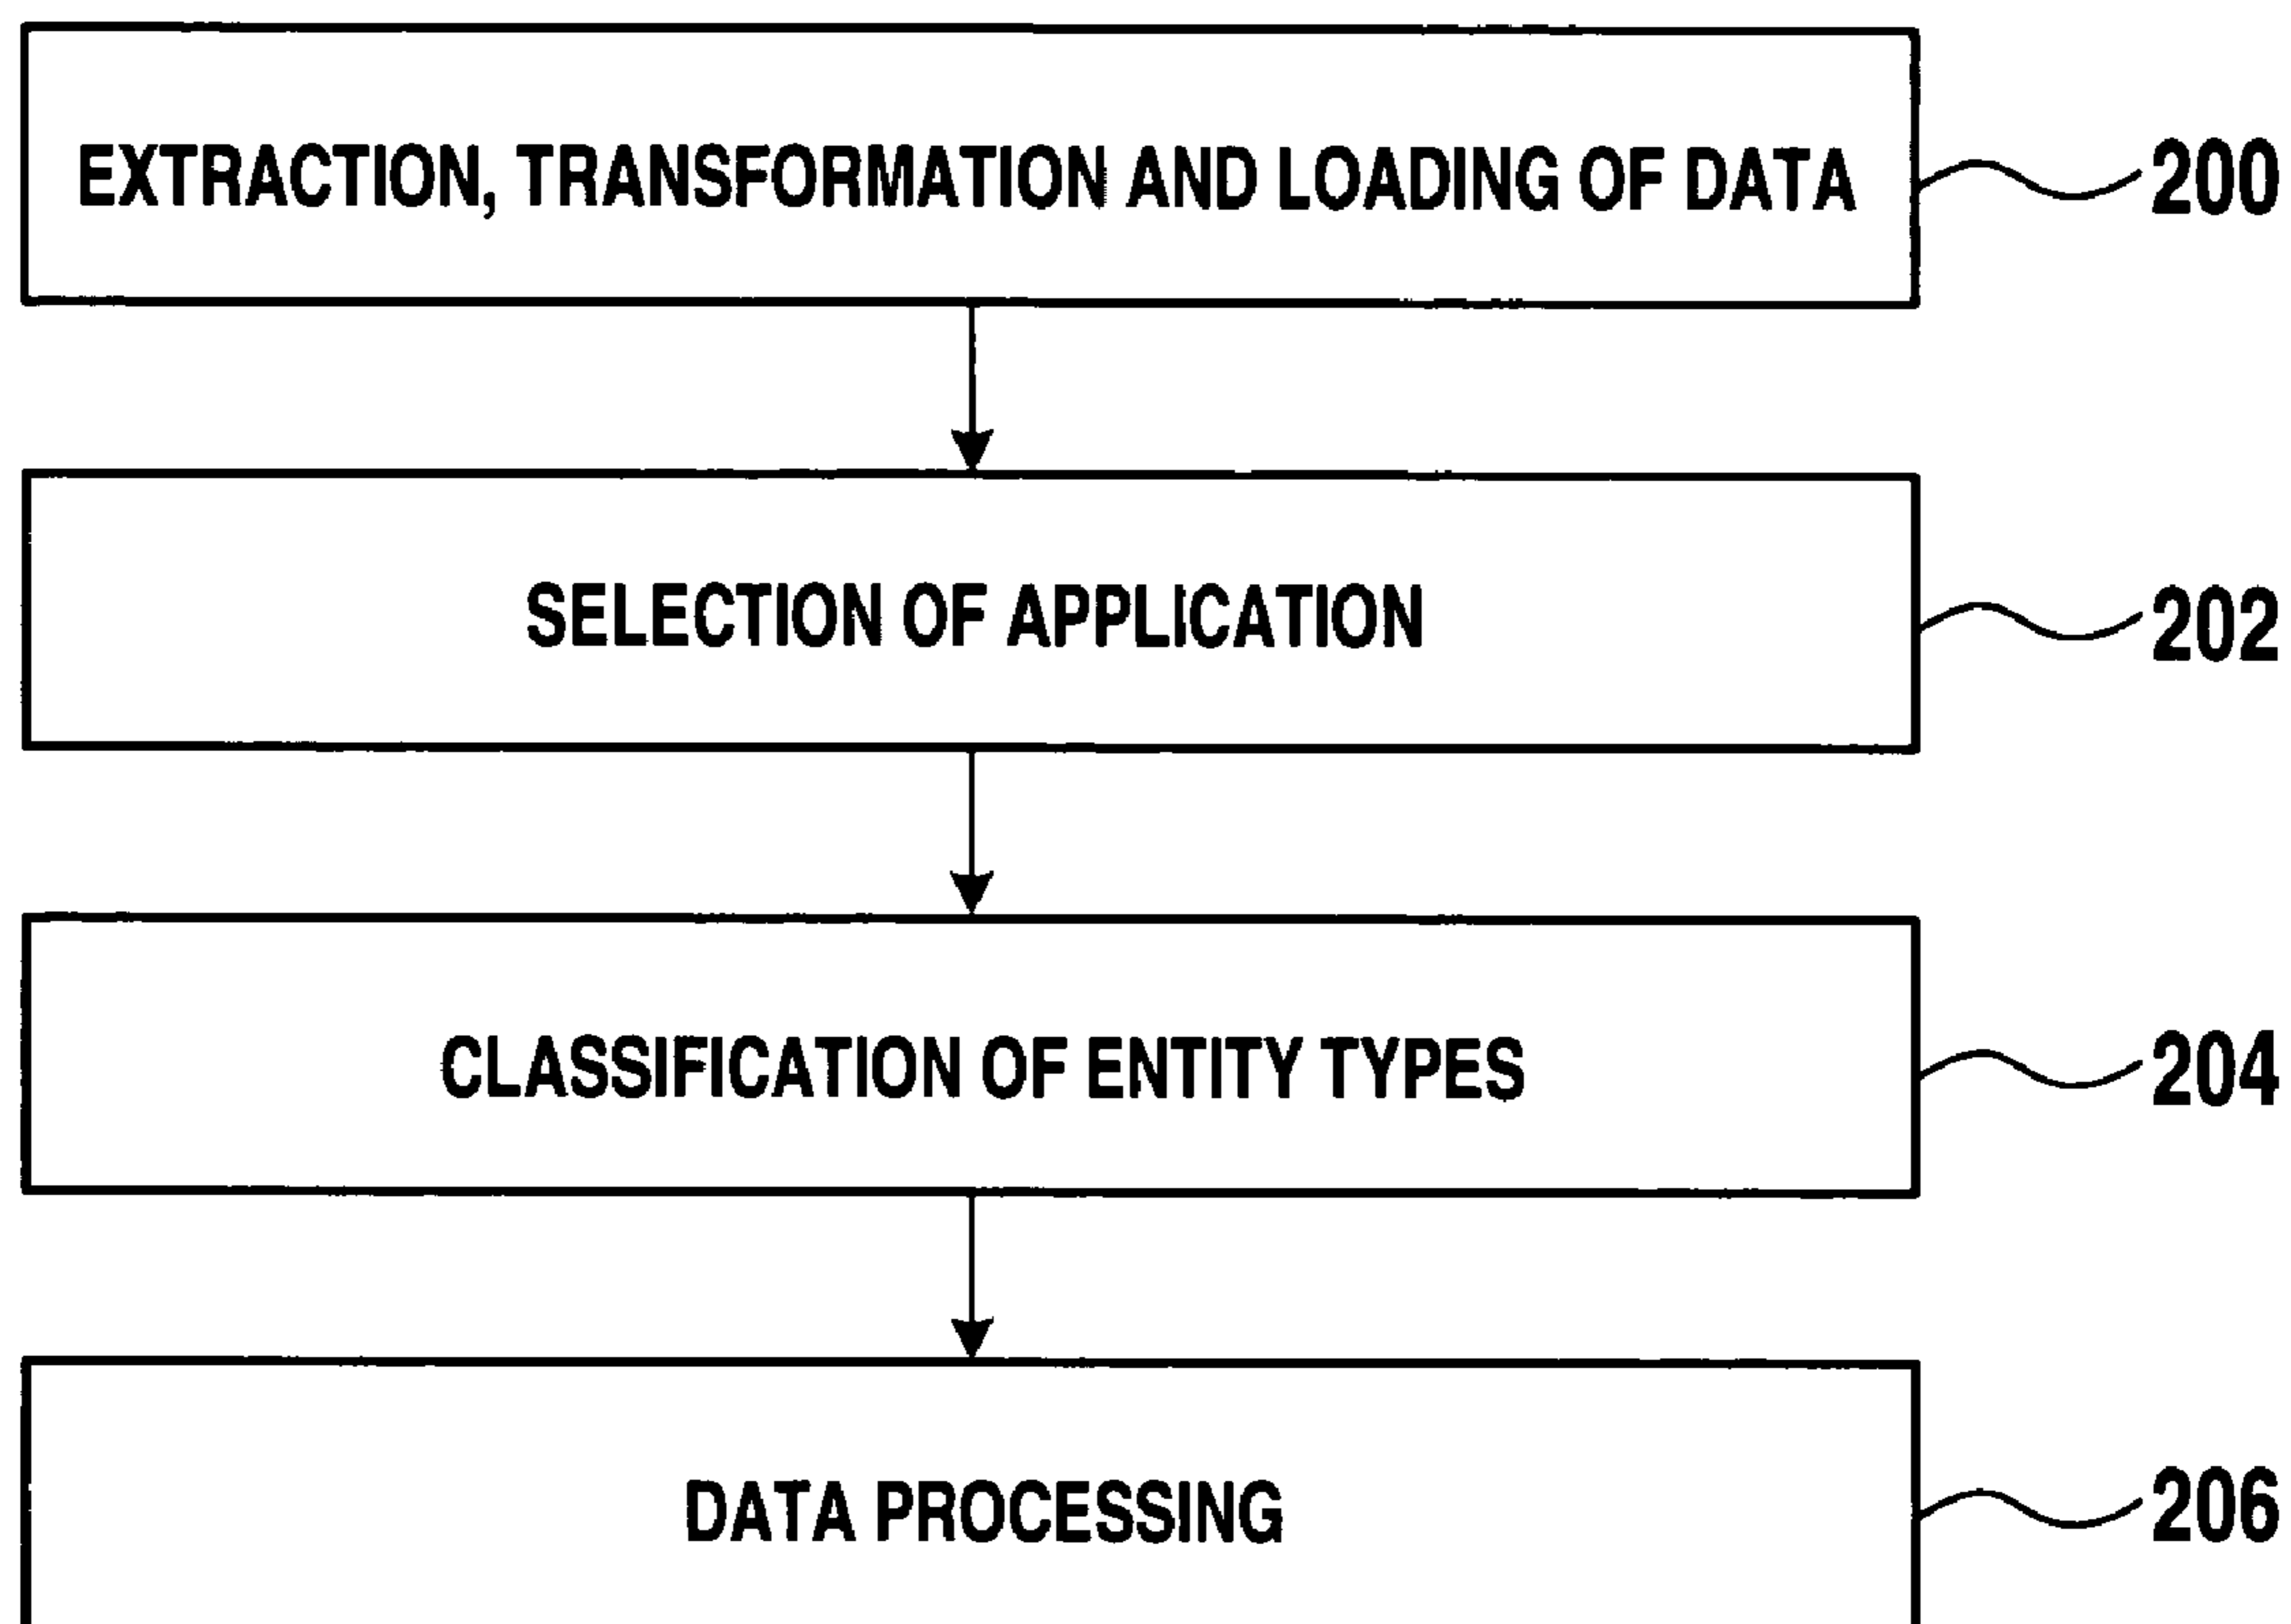 EXTRACTION, TRANSFORMATION AND LOADING OF DATA
200
SELECTION OF APPLICATION
202
CLASSIFICATION OF ENTITY TYPES
204
DATA PROCESSING
206